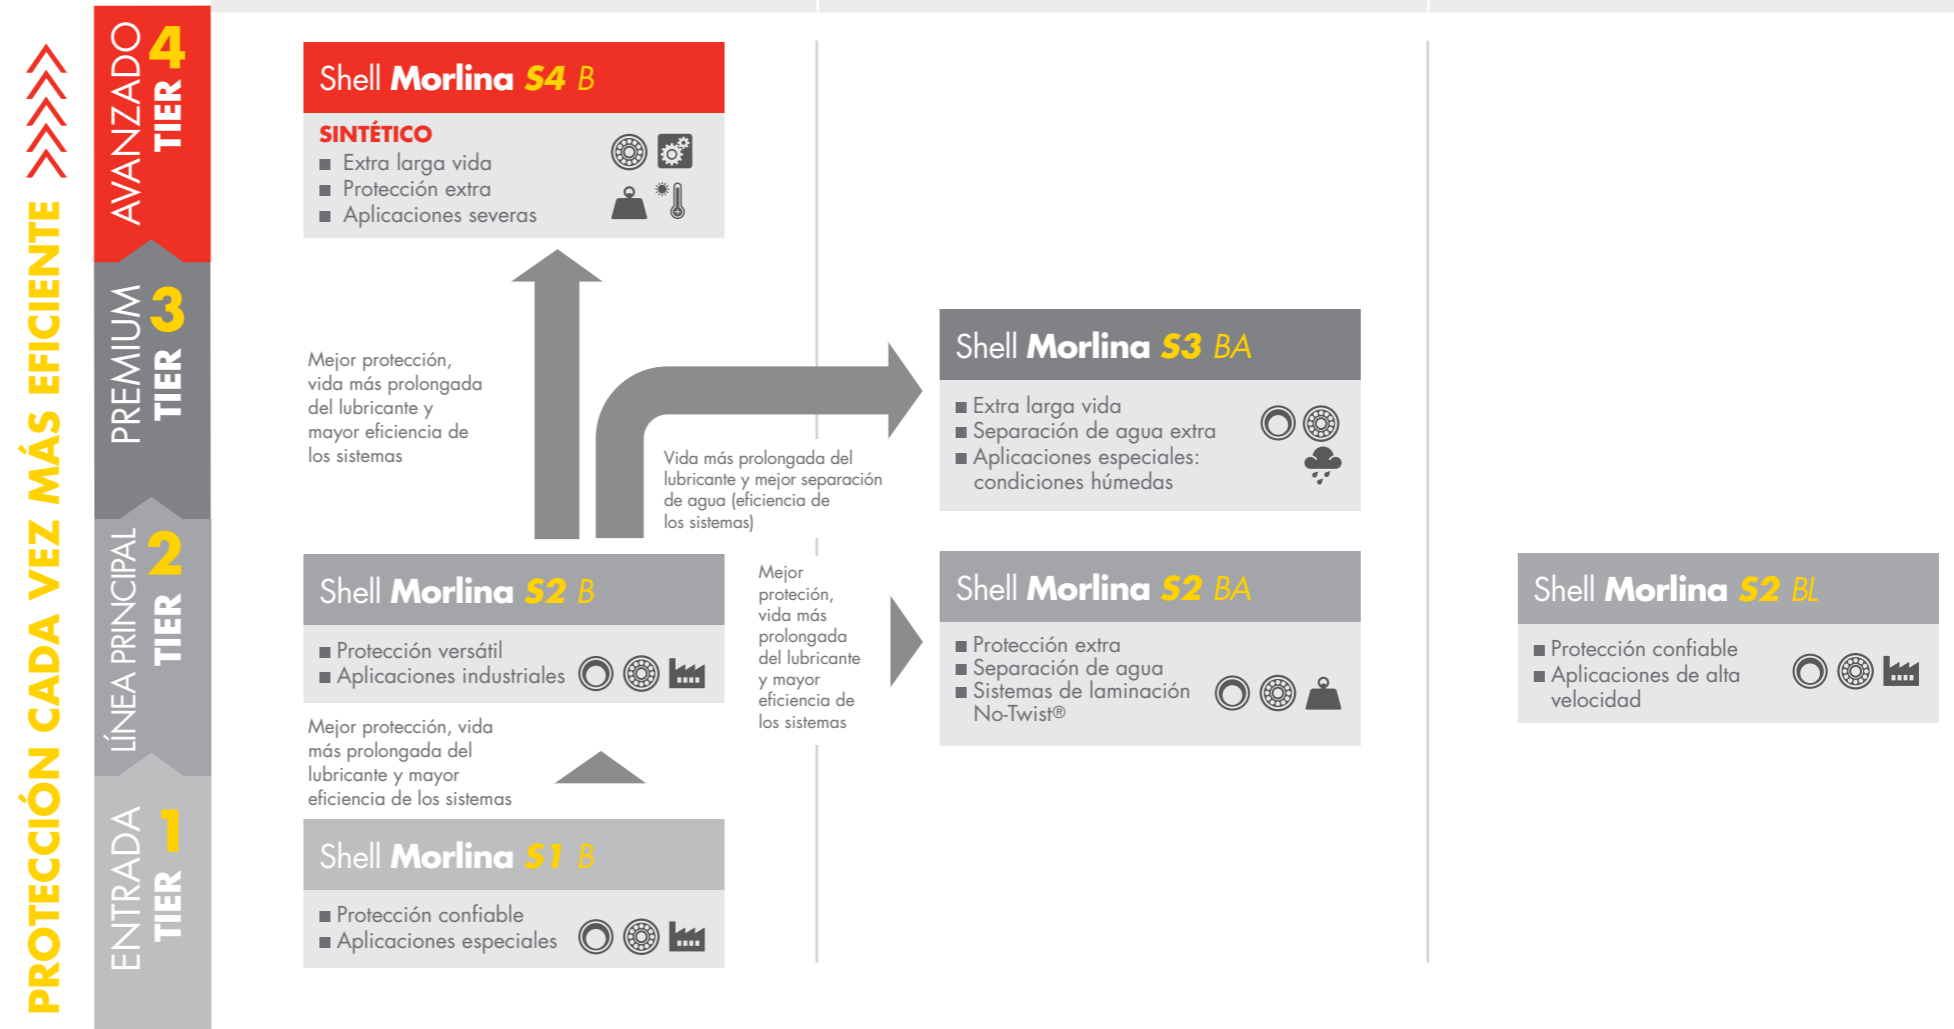 PROTECCIÓN CADA VEZ MÁS EFICIENTE
AVANZADO
TIER 4
PREMIUM
TIER 3
LÍNEA PRINCIPAL
TIER 2
ENTRADA
TIER 1
Shell Morlina S4 B
SINTÉTICO
■ Extra larga vida
■ Protección extra
■ Aplicaciones severas
Mejor protección,
vida más prolongada
del lubricante y
mayor eficiencia de
los sistemas
Vida más prolongada del
lubricante y mejor separación
de agua (eficiencia de
los sistemas)
Shell Morlina S3 BA
■ Extra larga vida
■ Separación de agua extra
■ Aplicaciones especiales:
condiciones húmedas
Shell Morlina S2 B
■ Protección versátil
■ Aplicaciones industriales
Mejor
proteción,
vida más
prolongada
del lubricante
y mayor
eficiencia de
los sistemas
Shell Morlina S2 BA
■ Protección extra
■ Separación de agua
■ Sistemas de laminación
No-Twist®
Shell Morlina S2 BL
■ Protección confiable
■ Aplicaciones de alta
velocidad
Mejor protección, vida
más prolongada del
lubricante y mayor
eficiencia de los sistemas
Shell Morlina S1 B
■ Protección confiable
■ Aplicaciones especiales